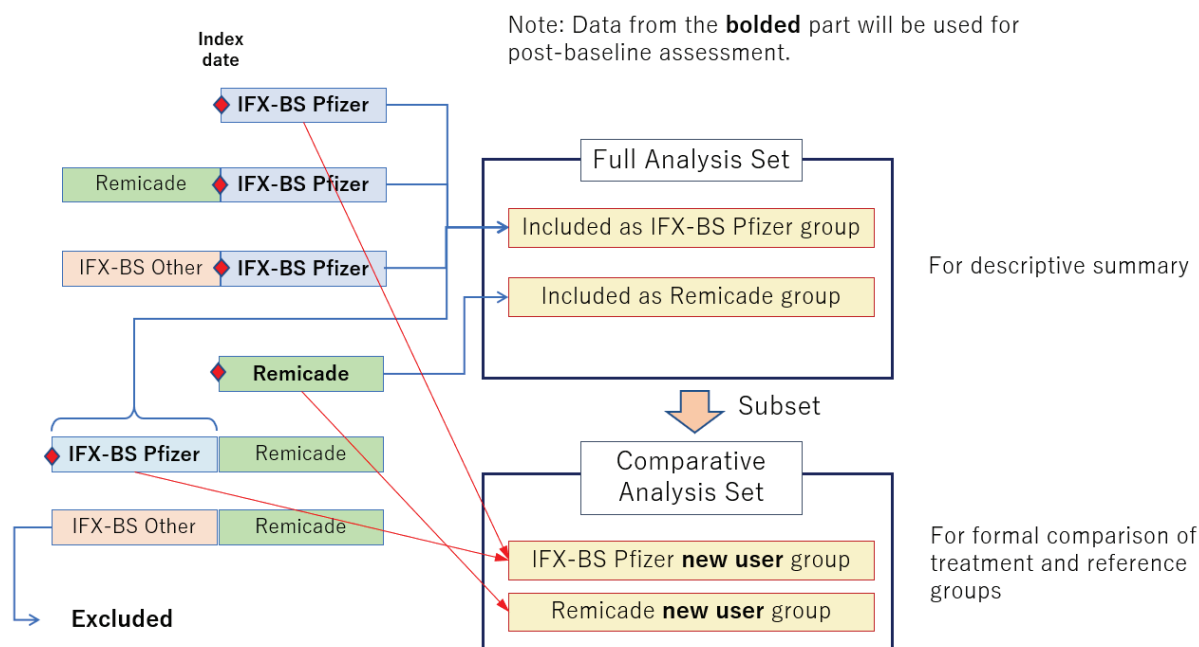 Note: Data from the bolded part will be used for
post-baseline assessment.
Index
date
IFX-BS Pfizer
Remicade
IFX-BS Pfizer
IFX-BS Other
IFX-BS Pfizer
Remicade
IFX-BS Pfizer
Remicade
IFX-BS Other
Remicade
Excluded
Full Analysis Set
Included as IFX-BS Pfizer group
Included as Remicade group
For descriptive summary
Subset
Comparative
Analysis Set
IFX-BS Pfizer new user group
Remicade new user group
For formal comparison of
treatment and reference
groups